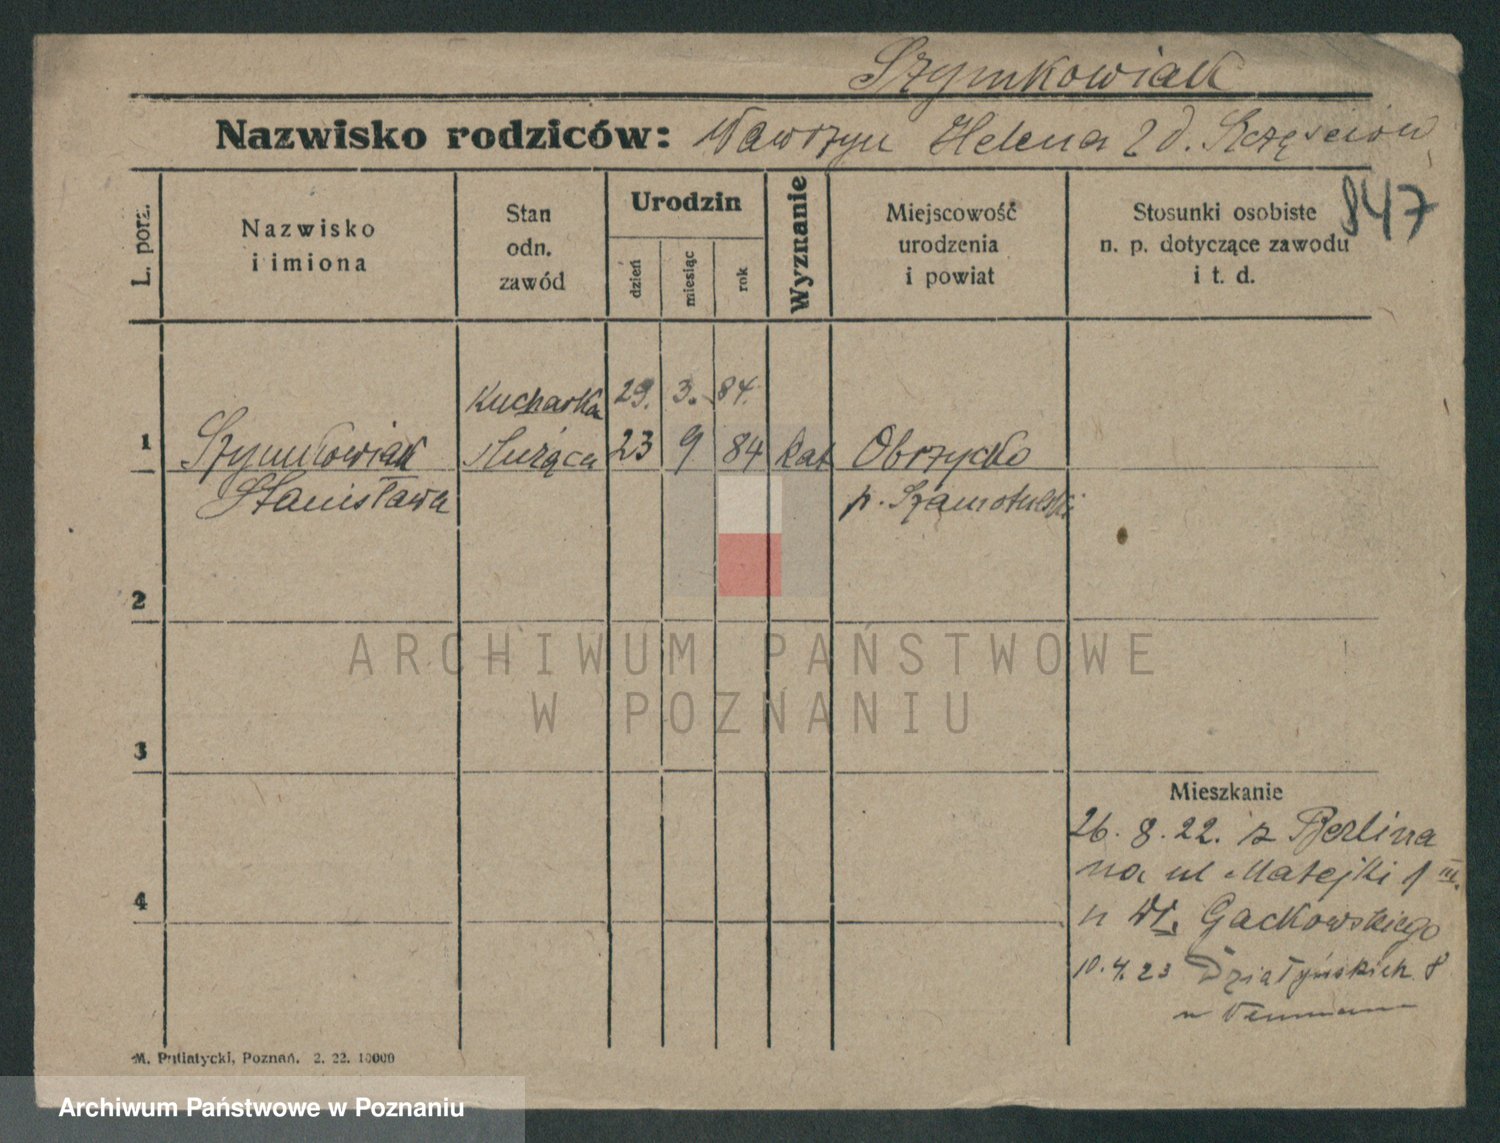 Szymkowiak
Nazwisko rodziców: Wawrzyn Helena z d.
847
L. porz.
Nazwisko
i imiona
Stan
odn.
zawód
Urodzin
dzień
miesiąc
rok
Wyznanie
Miejscowość
urodzenia
i powiat
Stosunki osobiste
n. p. dotyczące zawodu
i t. d.
Kucharka 29. 3. 84.
1 Szymkowiak służąca 23 9 84 kat Obrzycko
Stanisława p. Szamotulski
2
ARCHIWUM PAŃSTWOWE
W POZNANIU
3
Mieszkanie
26. 8. 22. z Berlina
na ul Matejki 1 III.
4
u Wł. Gackowskiego
10.4.23 Działyńskich 8
u
M. Putiatycki, Poznań. 2. 22. 10000
Archiwum Państwowe w Poznaniu